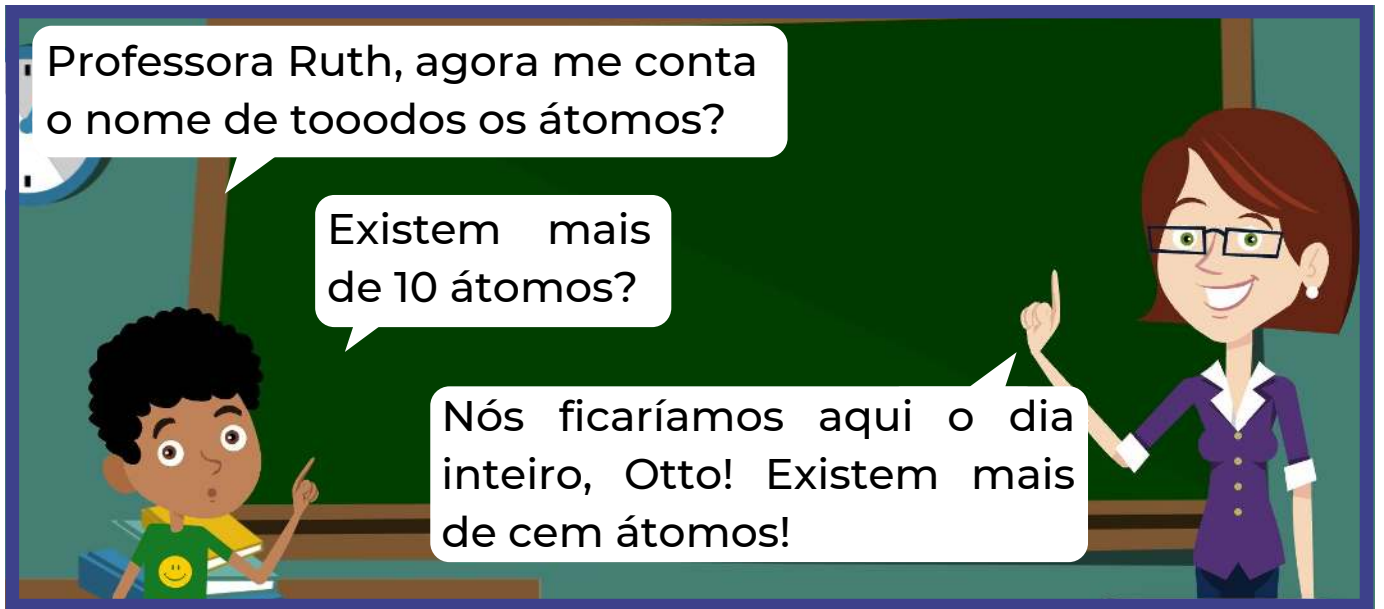 Professora Ruth, agora me conta
o nome de tooodos os átomos?
Existem mais
de 10 átomos?
Nós ficaríamos aqui o dia
inteiro, Otto! Existem mais
de cem átomos!